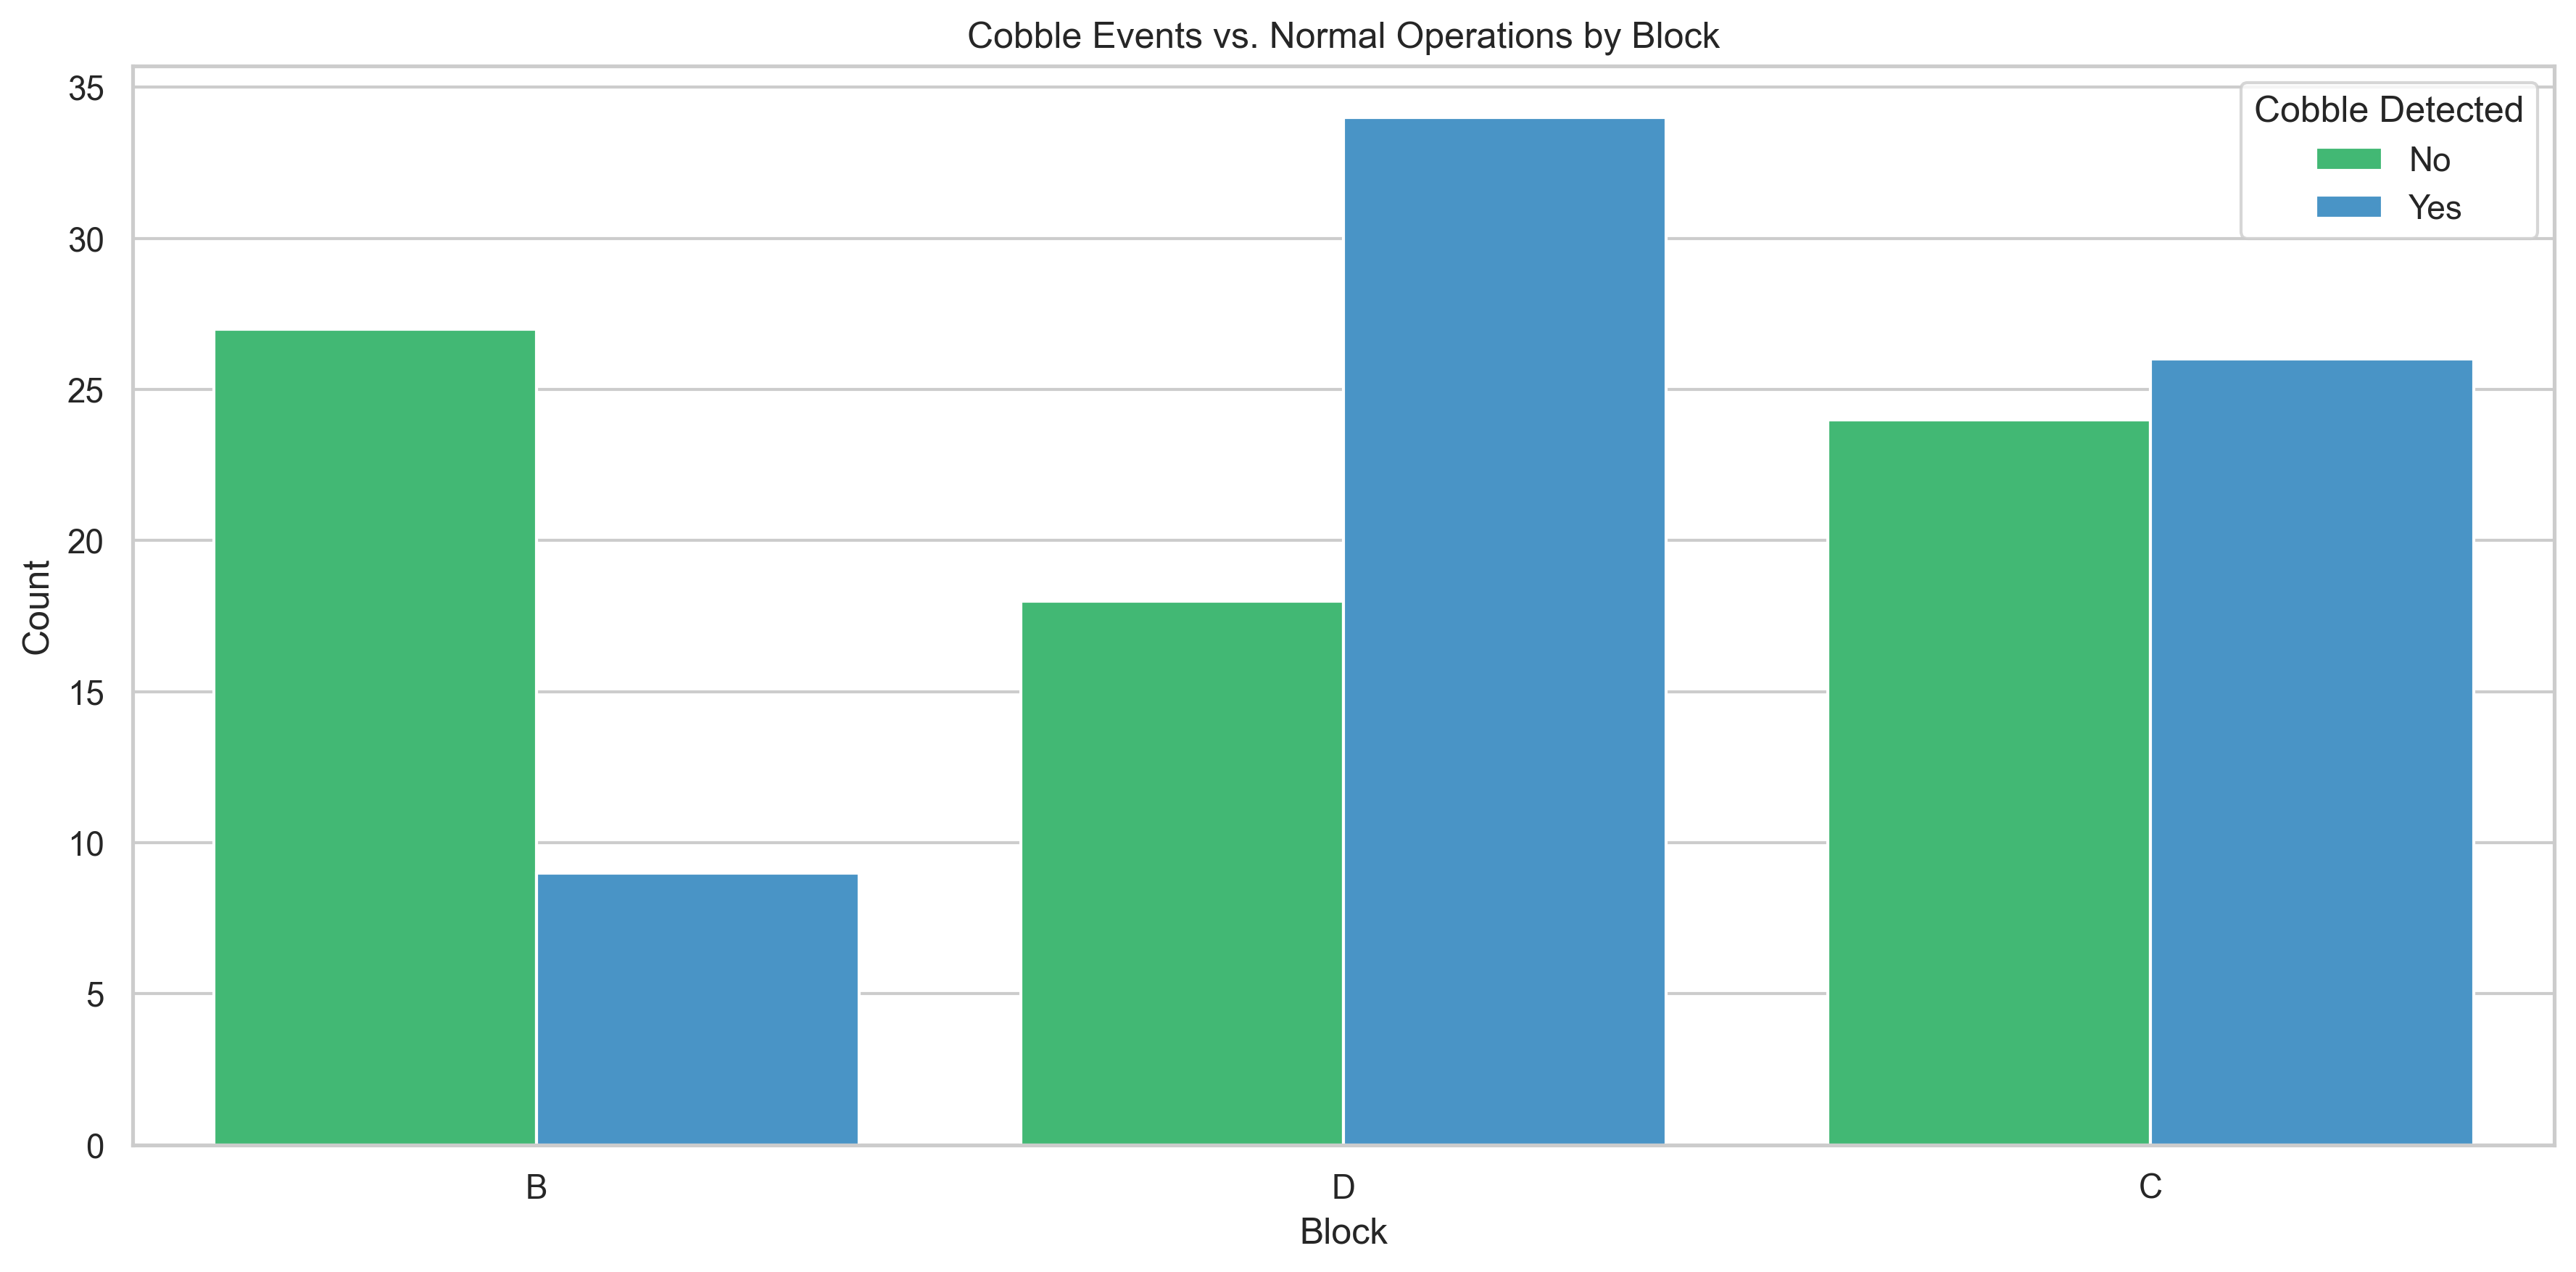 Cobble Events vs. Normal Operations by Block
35
30
25
20
15
10
5
0
Count
Cobble Detected
No
Yes
B
D
C
Block